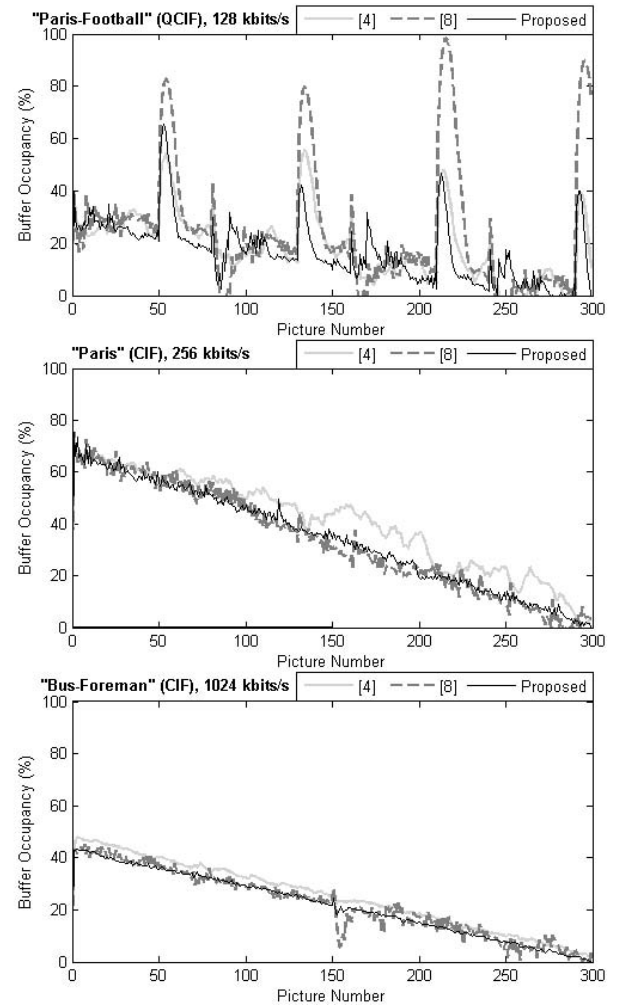 "Paris-Football" (QCIF), 128 kbits/s [4] [8] Proposed
100
80
60
40
20
0
Buffer Occupancy (%)
0 50 100 150 200 250 300
Picture Number
"Paris" (CIF), 256 kbits/s [4] [8] Proposed
100
80
60
40
20
0
Buffer Occupancy (%)
0 50 100 150 200 250 300
Picture Number
"Bus-Foreman" (CIF), 1024 kbits/s [4] [8] Proposed
100
80
60
40
20
0
Buffer Occupancy (%)
0 50 100 150 200 250 300
Picture Number